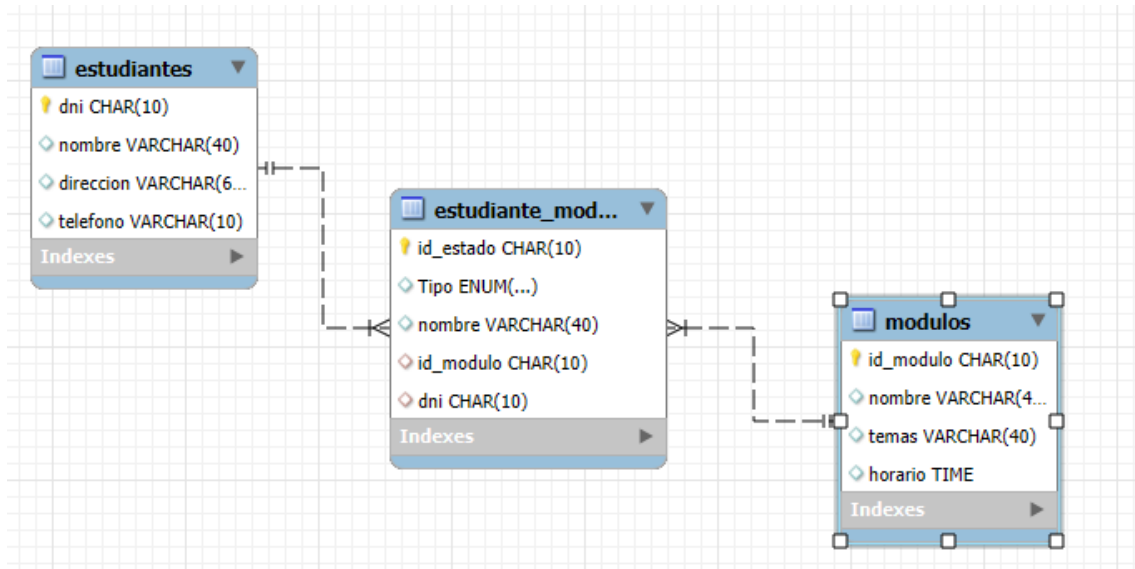 estudiantes
dni CHAR(10)
nombre VARCHAR(40)
direccion VARCHAR(6...
telefono VARCHAR(10)
Indexes
estudiante_mod...
id_estado CHAR(10)
Tipo ENUM(...)
nombre VARCHAR(40)
id_modulo CHAR(10)
dni CHAR(10)
Indexes
modulos
id_modulo CHAR(10)
nombre VARCHAR(4...
temas VARCHAR(40)
horario TIME
Indexes